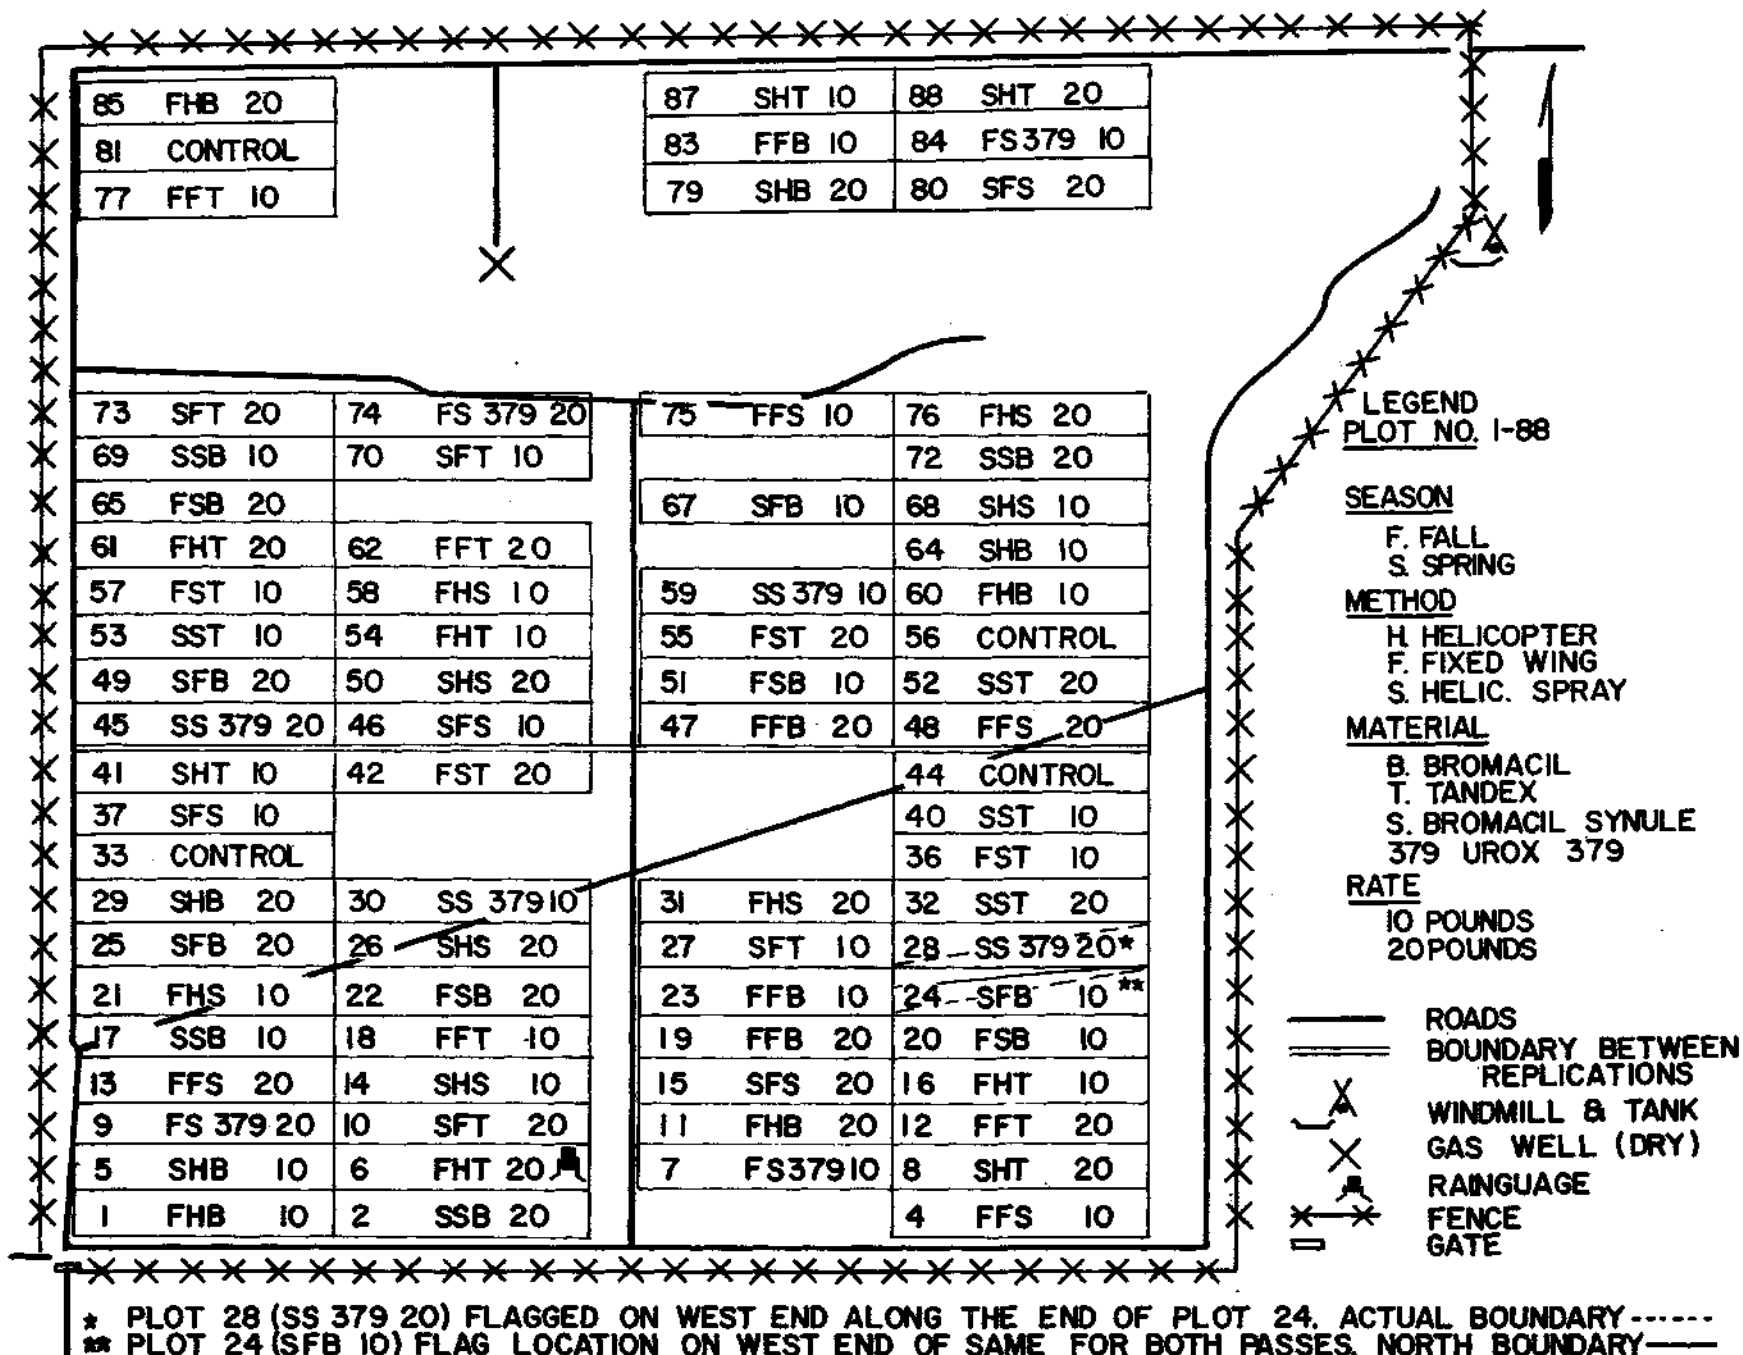 85 FHB 20
87 SHT 10 88 SHT 20
81 CONTROL
83 FFB 10 84 FS 379 10
77 FFT 10
79 SHB 20 80 SFS 20
73 SFT 20 74 FS 379 20 75 FFS 10 76 FHS 20
69 SSB 10 70 SFT 10 72 SSB 20
65 FSB 20 67 SFB 10 68 SHS 10
61 FHT 20 62 FFT 20 64 SHB 10
57 FST 10 58 FHS 10 59 SS 379 10 60 FHB 10
53 SST 10 54 FHT 10 55 FST 20 56 CONTROL
49 SFB 20 50 SHS 20 51 FSB 10 52 SST 20
45 SS 379 20 46 SFS 10 47 FFB 20 48 FFS 20
41 SHT 10 42 FST 20 44 CONTROL
37 SFS 10 40 SST 10
33 CONTROL 36 FST 10
29 SHB 20 30 SS 379 10 31 FHS 20 32 SST 20
25 SFB 20 26 SHS 20 27 SFT 10 28 SS 379 20*
21 FHS 10 22 FSB 20 23 FFB 10 24 SFB 10**
17 SSB 10 18 FFT 10 19 FFB 20 20 FSB 10
13 FFS 20 14 SHS 10 15 SFS 20 16 FHT 10
9 FS 379 20 10 SFT 20 11 FHB 20 12 FFT 20
5 SHB 10 6 FHT 20 7 FS379 10 8 SHT 20
1 FHB 10 2 SSB 20 4 FFS 10
LEGEND
PLOT NO. 1-88
SEASON
F. FALL
S. SPRING
METHOD
H. HELICOPTER
F. FIXED WING
S. HELIC. SPRAY
MATERIAL
B. BROMACIL
T. TANDEX
S. BROMACIL SYNULE
379 UROX 379
RATE
10 POUNDS
20 POUNDS
ROADS
BOUNDARY BETWEEN
REPLICATIONS
WINDMILL & TANK
GAS WELL (DRY)
RAINGUAGE
FENCE
GATE
* PLOT 28 (SS 379 20) FLAGGED ON WEST END ALONG THE END OF PLOT 24. ACTUAL BOUNDARY ------
** PLOT 24 (SFB 10) FLAG LOCATION ON WEST END OF SAME FOR BOTH PASSES. NORTH BOUNDARY ——